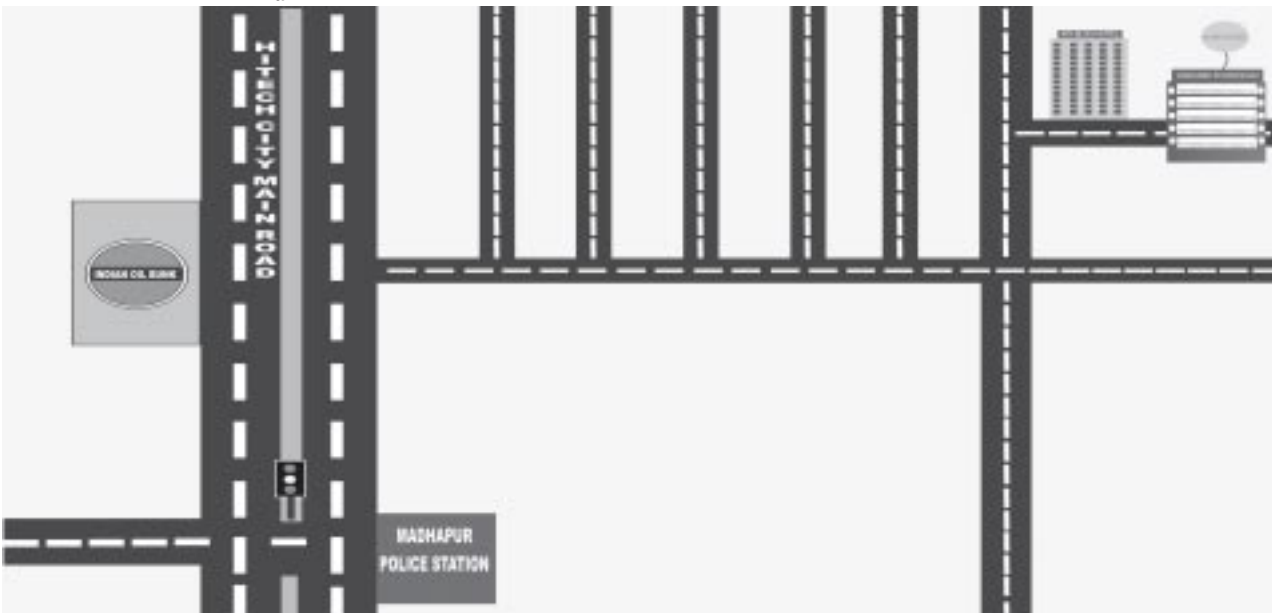 HITECH CITY MAIN ROAD
INDIAN OIL BUNK
MADHAPUR
POLICE STATION